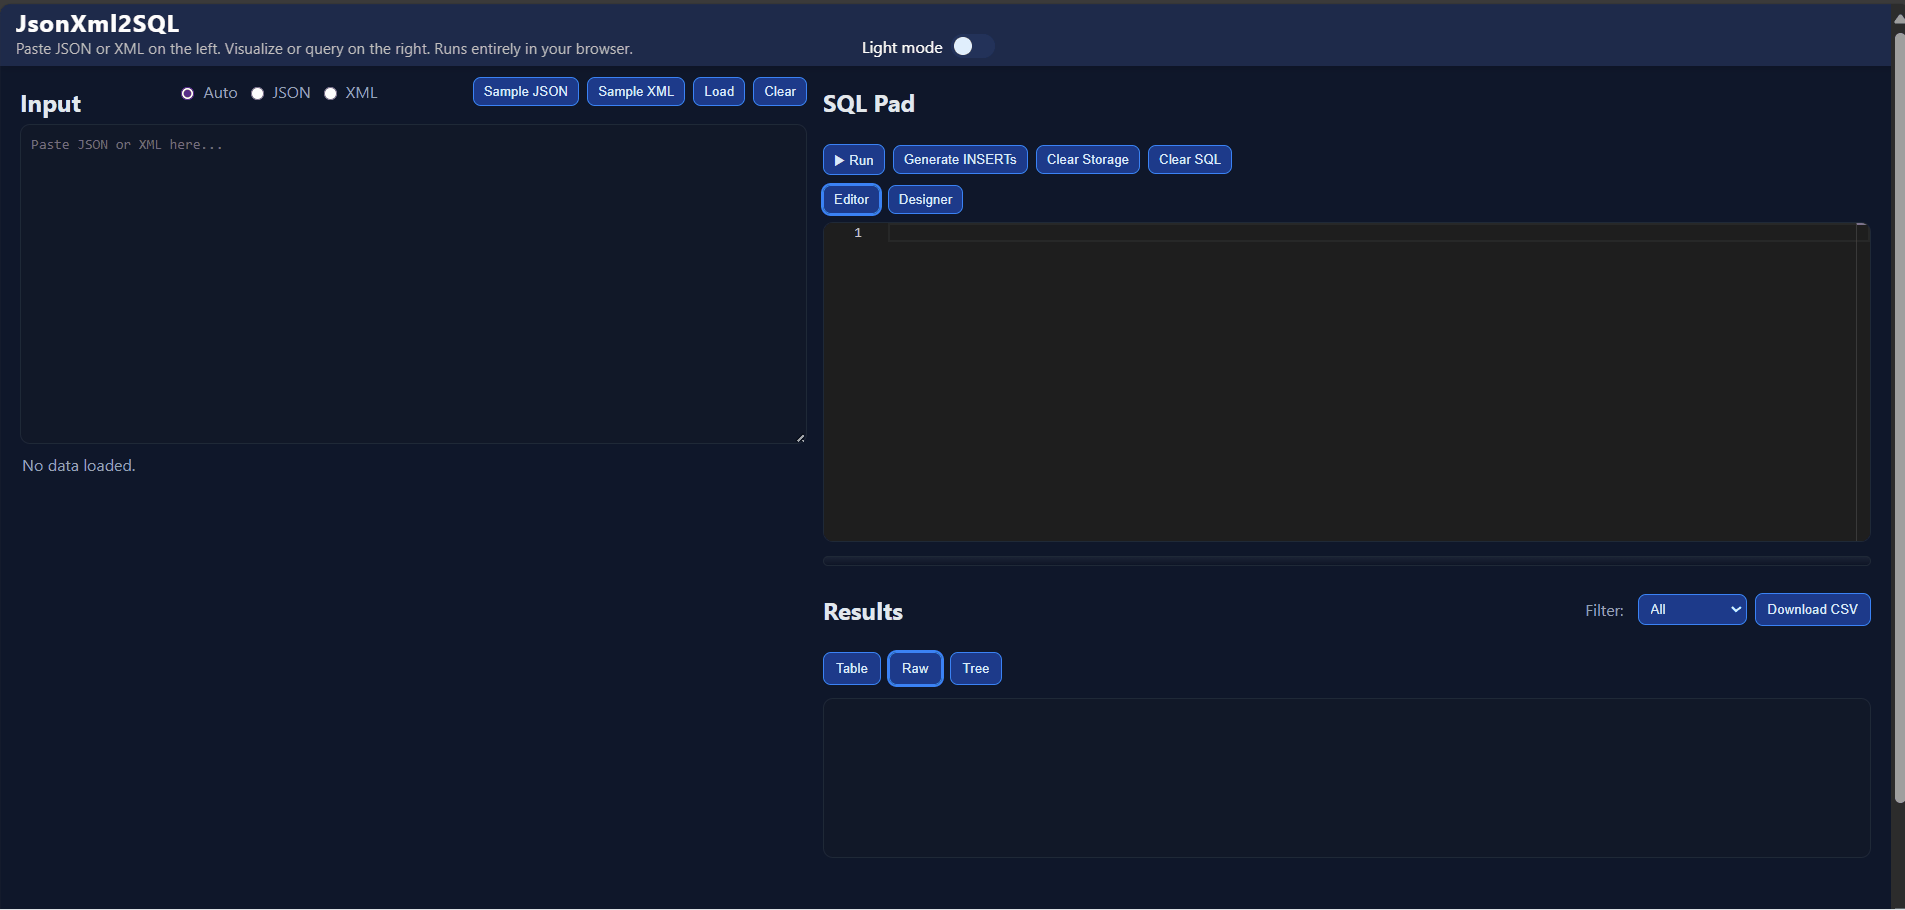 JsonXml2SQL
Paste JSON or XML on the left. Visualize or query on the right. Runs entirely in your browser.
Light mode
Input
Auto JSON XML
Sample JSON Sample XML Load Clear
Paste JSON or XML here...
No data loaded.
SQL Pad
▶ Run Generate INSERTs Clear Storage Clear SQL
Editor Designer
1
Results
Filter: All Download CSV
Table Raw Tree